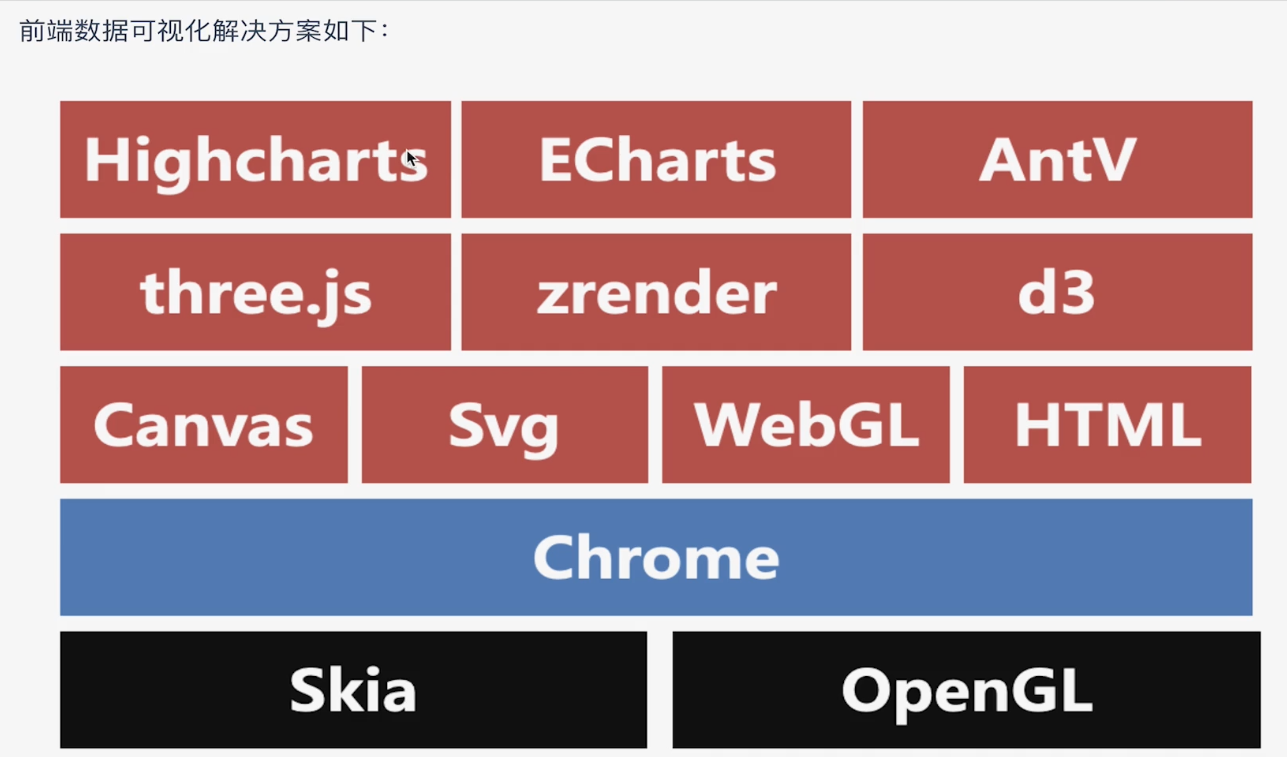 前端数据可视化解决方案如下：
Highcharts ECharts AntV
three.js zrender d3
Canvas Svg WebGL HTML
Chrome
Skia OpenGL